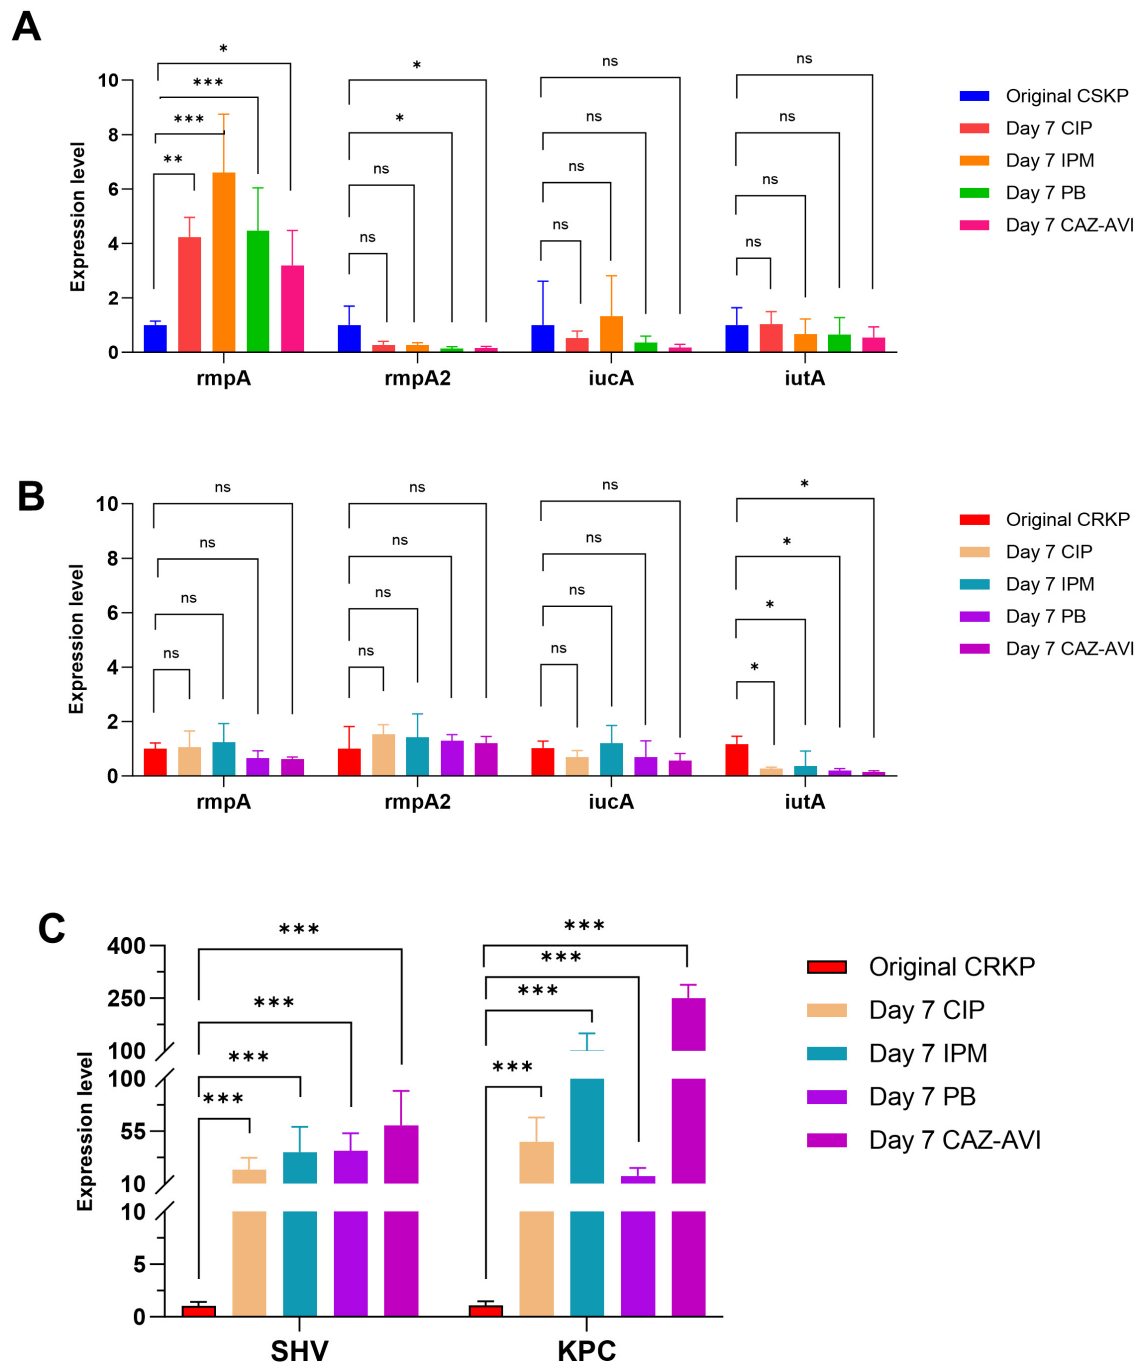 A
Expression level
10
8
6
4
2
0
*
***
***
**
*
*
ns
ns
ns
ns
ns
ns
ns
ns
ns
ns
rmpA rmpA2 iucA iutA
Original CSKP
Day 7 CIP
Day 7 IPM
Day 7 PB
Day 7 CAZ-AVI
B
Expression level
10
8
6
4
2
0
ns
ns
ns
ns
ns
ns
ns
ns
ns
ns
ns
ns
*
*
*
*
rmpA rmpA2 iucA iutA
Original CRKP
Day 7 CIP
Day 7 IPM
Day 7 PB
Day 7 CAZ-AVI
C
Expression level
400
250
100
100
55
10
10
5
0
***
***
***
***
***
***
***
***
SHV KPC
Original CRKP
Day 7 CIP
Day 7 IPM
Day 7 PB
Day 7 CAZ-AVI